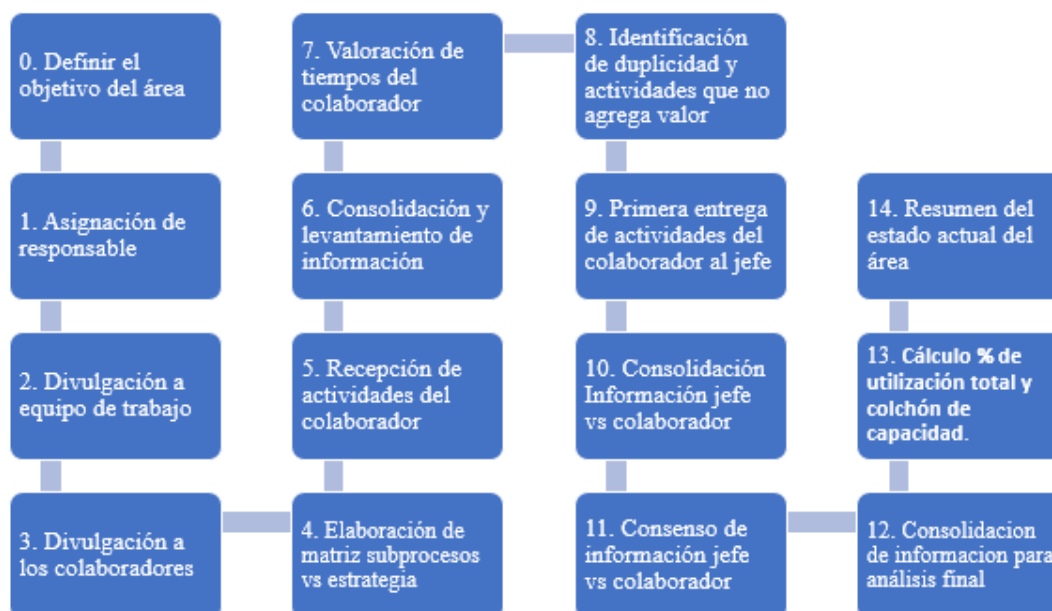 0. Definir el
objetivo del área
1. Asignación de
responsable
2. Divulgación a
equipo de trabajo
3. Divulgación a
los colaboradores
4. Elaboración de
matriz subprocesos
vs estrategia
5. Recepción de
actividades del
colaborador
6. Consolidación y
levantamiento de
información
7. Valoración de
tiempos del
colaborador
8. Identificación
de duplicidad y
actividades que no
agrega valor
9. Primera entrega
de actividades del
colaborador al jefe
10. Consolidación
Información jefe
vs colaborador
11. Consenso de
información jefe
vs colaborador
12. Consolidacion
de informacion para
análisis final
13. Cálculo % de
utilización total y
colchón de
capacidad.
14. Resumen del
estado actual del
área